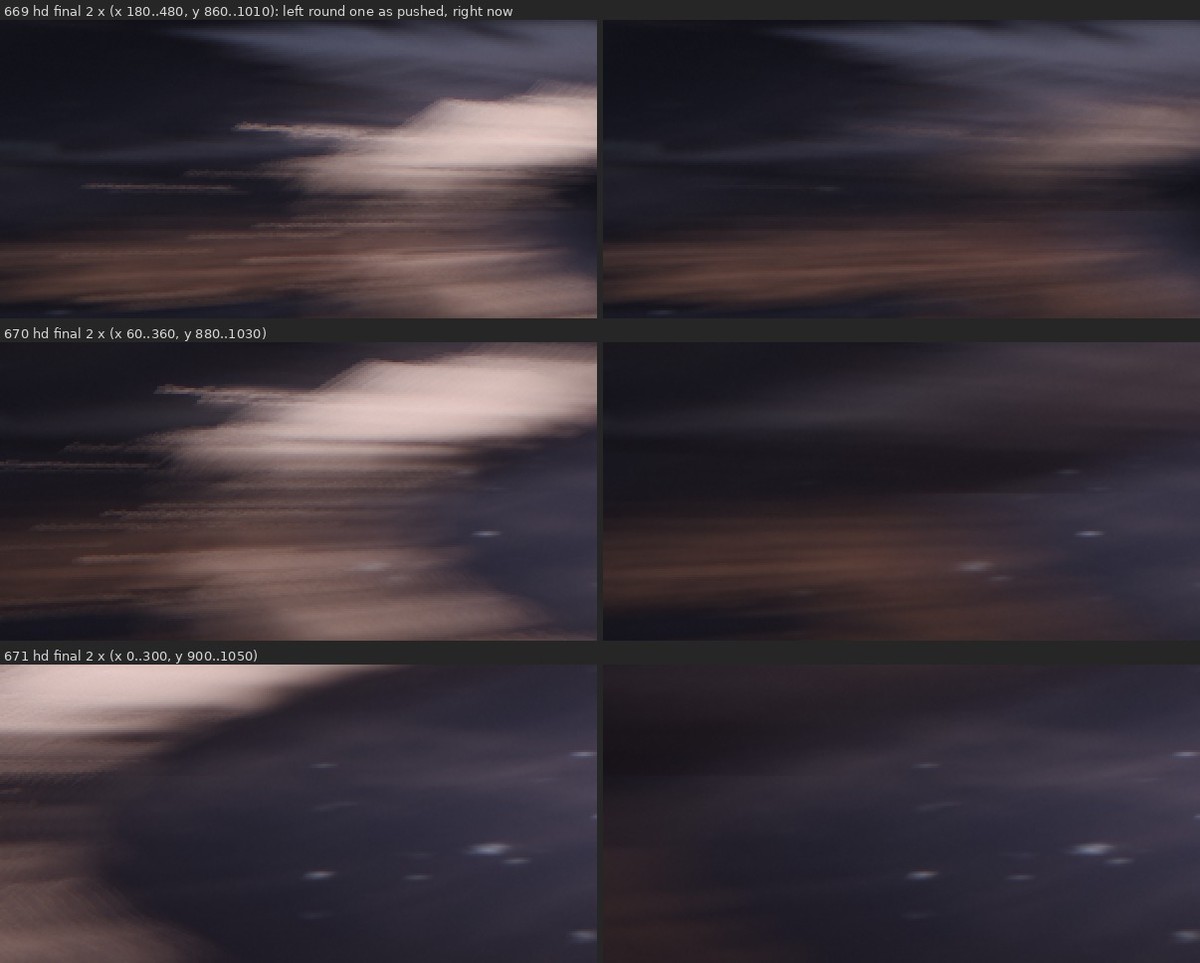 669 hd final 2 x (x 180..480, y 860..1010): left round one as pushed, right now
670 hd final 2 x (x 60..360, y 880..1030)
671 hd final 2 x (x 0..300, y 900..1050)